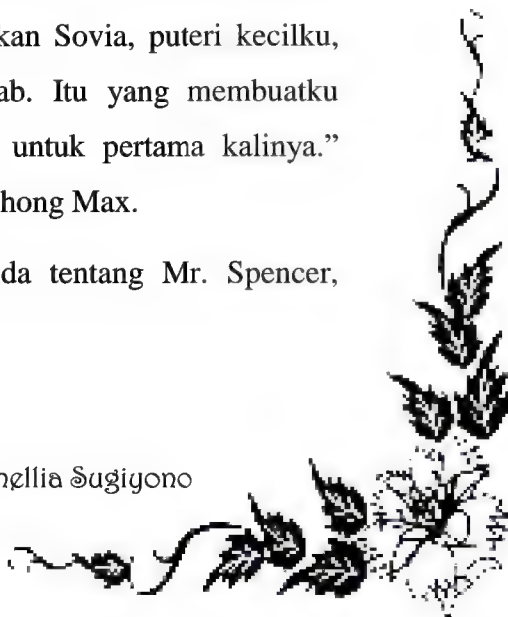 kan Sovia, puteri kecilku,
ab. Itu yang membuatku
untuk pertama kalinya.”
hong Max.
da tentang Mr. Spencer,
nellia Sugiyono